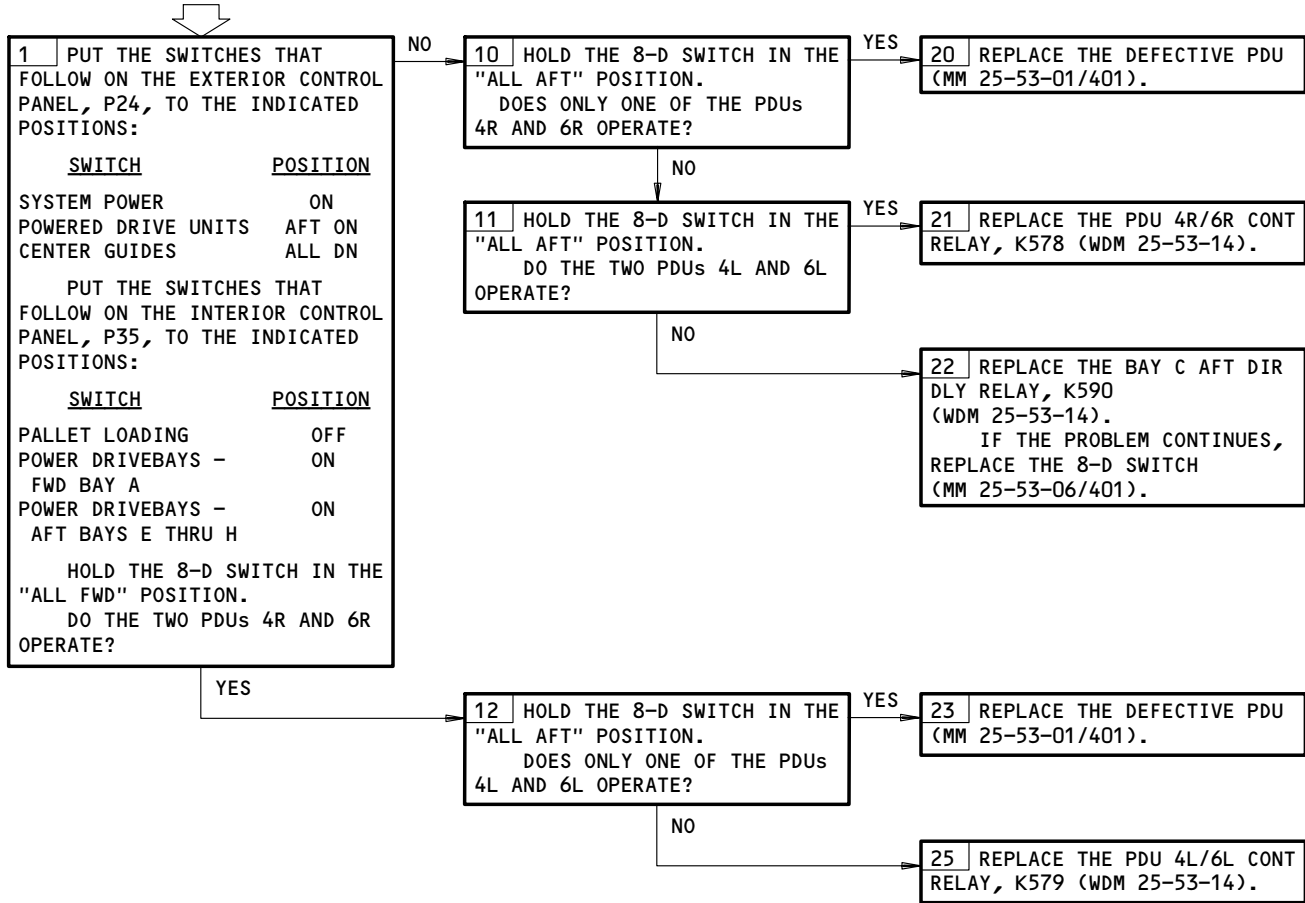 1 PUT THE SWITCHES THAT
FOLLOW ON THE EXTERIOR CONTROL
PANEL, P24, TO THE INDICATED
POSITIONS:
SWITCH POSITION
SYSTEM POWER ON
POWERED DRIVE UNITS AFT ON
CENTER GUIDES ALL DN
PUT THE SWITCHES THAT
FOLLOW ON THE INTERIOR CONTROL
PANEL, P35, TO THE INDICATED
POSITIONS:
SWITCH POSITION
PALLET LOADING OFF
POWER DRIVEBAYS – ON
FWD BAY A
POWER DRIVEBAYS – ON
AFT BAYS E THRU H
HOLD THE 8–D SWITCH IN THE
"ALL FWD" POSITION.
DO THE TWO PDUs 4R AND 6R
OPERATE?
NO
10 HOLD THE 8–D SWITCH IN THE
"ALL AFT" POSITION.
DOES ONLY ONE OF THE PDUs
4R AND 6R OPERATE?
YES
20 REPLACE THE DEFECTIVE PDU
(MM 25–53–01/401).
NO
11 HOLD THE 8–D SWITCH IN THE
"ALL AFT" POSITION.
DO THE TWO PDUs 4L AND 6L
OPERATE?
YES
21 REPLACE THE PDU 4R/6R CONT
RELAY, K578 (WDM 25–53–14).
NO
22 REPLACE THE BAY C AFT DIR
DLY RELAY, K590
(WDM 25–53–14).
IF THE PROBLEM CONTINUES,
REPLACE THE 8–D SWITCH
(MM 25–53–06/401).
YES
12 HOLD THE 8–D SWITCH IN THE
"ALL AFT" POSITION.
DOES ONLY ONE OF THE PDUs
4L AND 6L OPERATE?
YES
23 REPLACE THE DEFECTIVE PDU
(MM 25–53–01/401).
NO
25 REPLACE THE PDU 4L/6L CONT
RELAY, K579 (WDM 25–53–14).